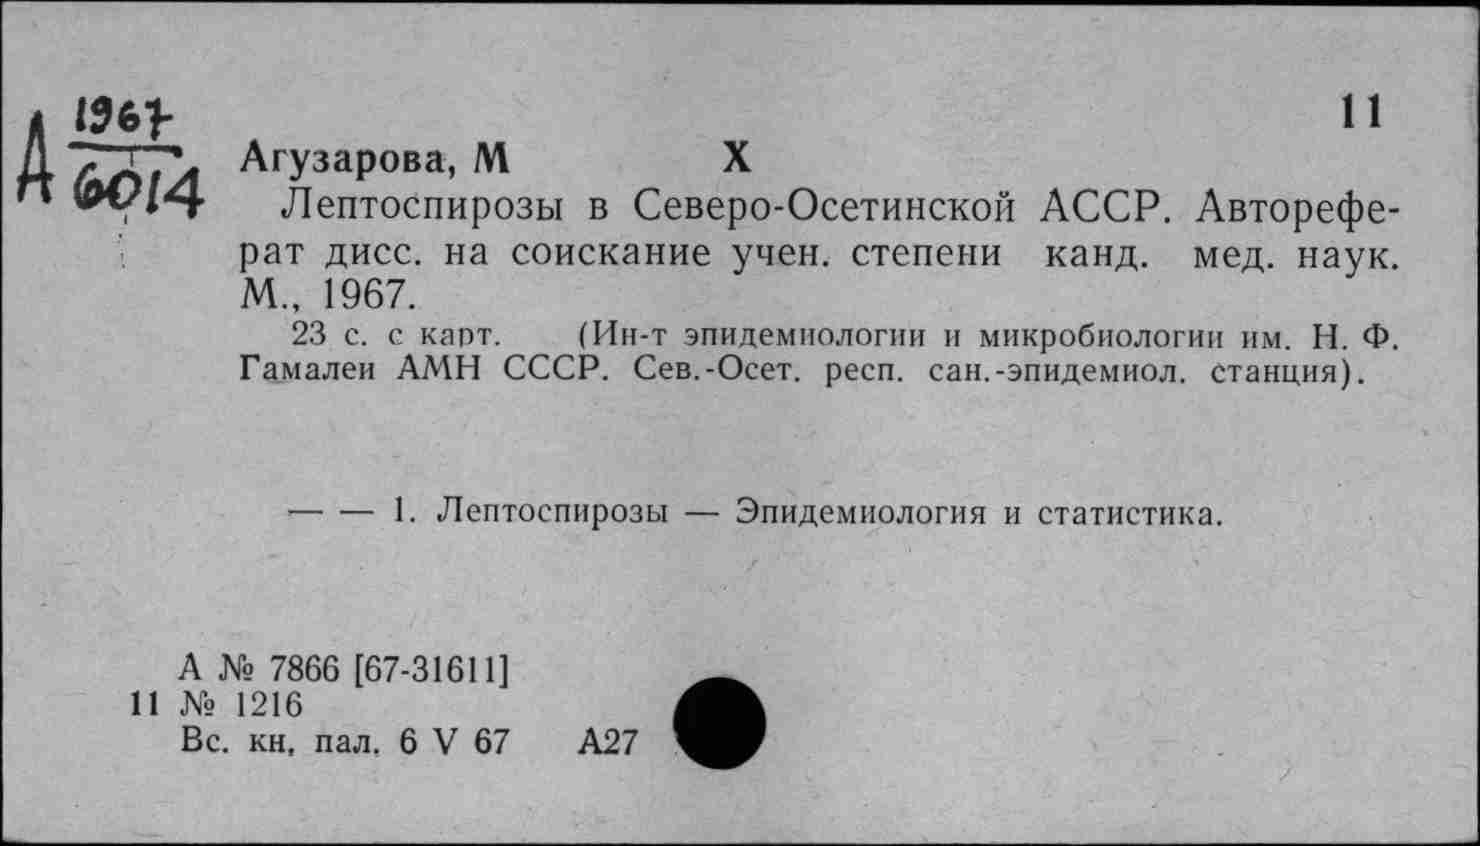 11
А 1967
6014
Агузарова, М Х
Лептоспирозы в Северо-Осетинской АССР. Авторефе-
рат дисс. на соискание учен. степени канд. мед. наук.
М., 1967.
23 с. с карт. (Ин-т эпидемиологии и микробиологии им. Н. Ф.
Гамалеи АМН СССР. Сев.-Осет. респ. сан.-эпидемиол. станция).
— — 1. Лептоспирозы — Эпидемиология и статистика.
А № 7866 [67-31611]
11 № 1216
Вс. кн. пал. 6 V 67 А27